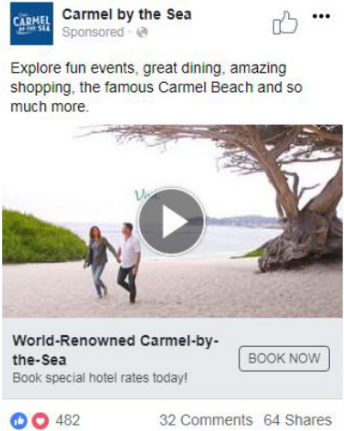 CARMEL
BY-THE-SEA
Carmel by the Sea
Sponsored ·
Explore fun events, great dining, amazing
shopping, the famous Carmel Beach and so
much more.
Visit
World-Renowned Carmel-by-
the-Sea
BOOK NOW
Book special hotel rates today!
482
32 Comments 64 Shares